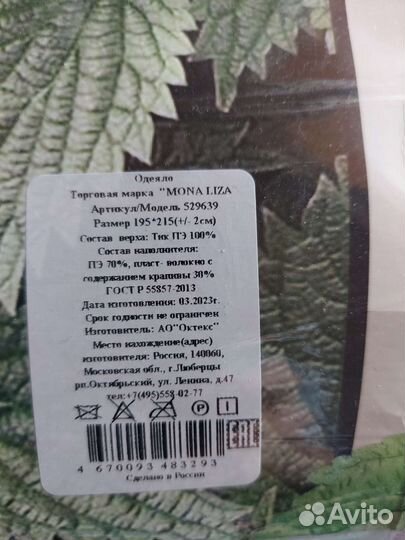 Одеяло
Торговая марка "MONA LIZA
Артикул/Модель 529639
Размер 195*215(+/- 2см)
Состав верха: Тик ПЭ 100%
Состав наполнителя:
ПЭ 70%, пласт- волокно с
содержанием крапивы 30%
ГОСТ Р 55857-2013
Дата изготовления: 03.2023г.
Срок годности не ограничен
Изготовитель: АО"Октекс"
Место нахождение(адрес)
изготовителя: Россия, 140060,
Московская обл., г.Люберцы
рп.Октябрьский, ул. Ленина, д.47
тел:+7(495)558-02-77
P
4 670093 483293
Сделано в России
Avito